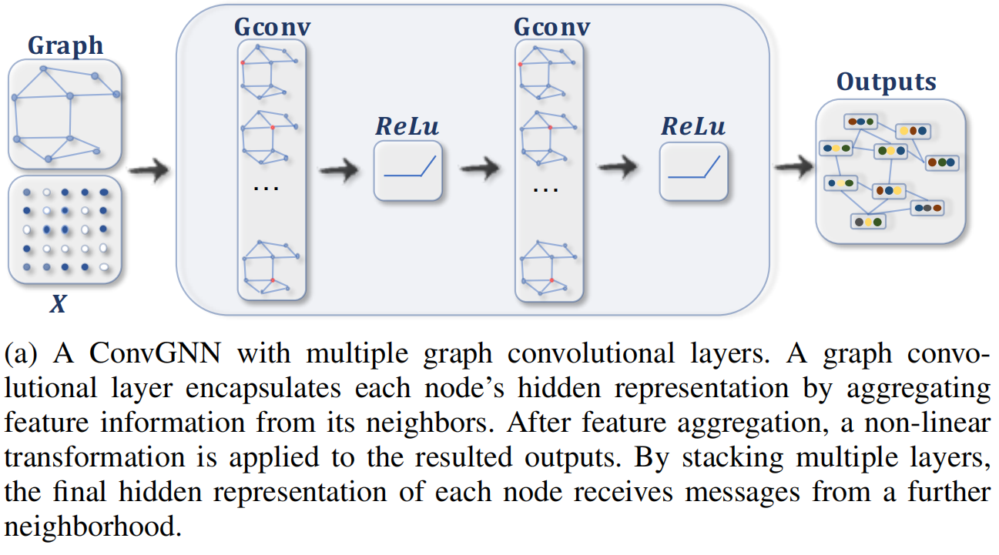 Graph
Gconv
Gconv
ReLu
ReLu
Outputs
...
...
X
(a) A ConvGNN with multiple graph convolutional layers. A graph convo-
lutional layer encapsulates each node's hidden representation by aggregating
feature information from its neighbors. After feature aggregation, a non-linear
transformation is applied to the resulted outputs. By stacking multiple layers,
the final hidden representation of each node receives messages from a further
neighborhood.